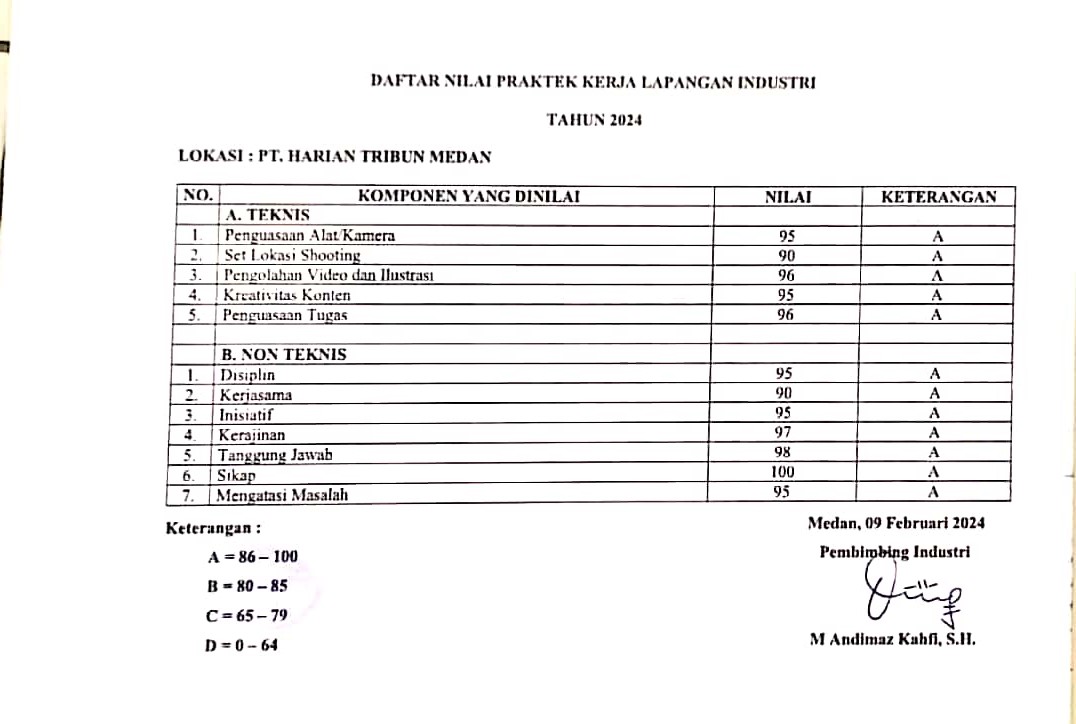 DAFTAR NILAI PRAKTEK KERJA LAPANGAN INDUSTRI
TAHUN 2024
LOKASI : PT. HARIAN TRIBUN MEDAN
NO. KOMPONEN YANG DINILAI NILAI KETERANGAN
A. TEKNIS
1. Penguasaan Alat/Kamera 95 A
2. Set Lokasi Shooting 90 A
3. Pengolahan Video dan Ilustrasi 96 A
4. Kreativitas Konten 95 A
5. Penguasaan Tugas 96 A
B. NON TEKNIS
1. Disiplin 95 A
2. Kerjasama 90 A
3. Inisiatif 95 A
4. Kerajinan 97 A
5. Tanggung Jawab 98 A
6. Sikap 100 A
7. Mengatasi Masalah 95 A
Keterangan :
A = 86 – 100
B = 80 – 85
C = 65 – 79
D = 0 – 64
Medan, 09 Februari 2024
Pembimbing Industri
M Andimaz Kahfi, S.H.